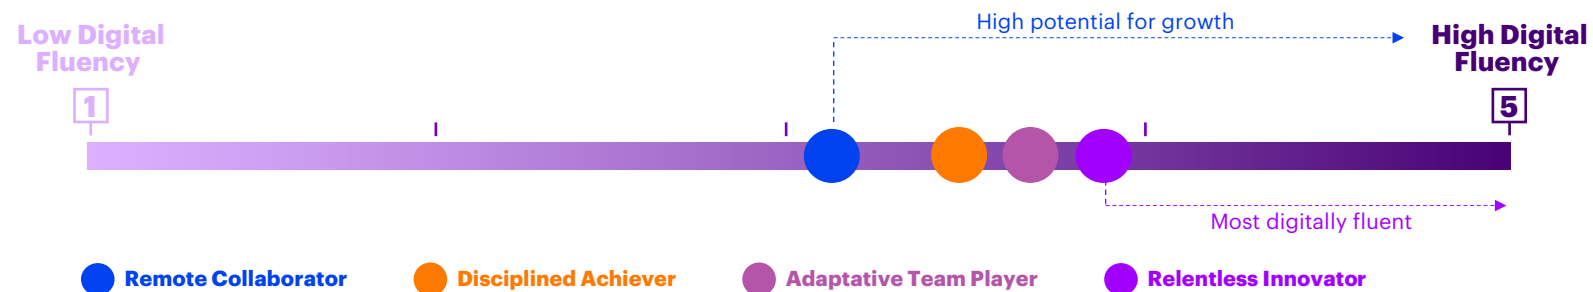 High potential for growth
Low Digital
Fluency
High Digital
Fluency
1
5
Most digitally fluent
Remote Collaborator
Disciplined Achiever
Adaptative Team Player
Relentless Innovator